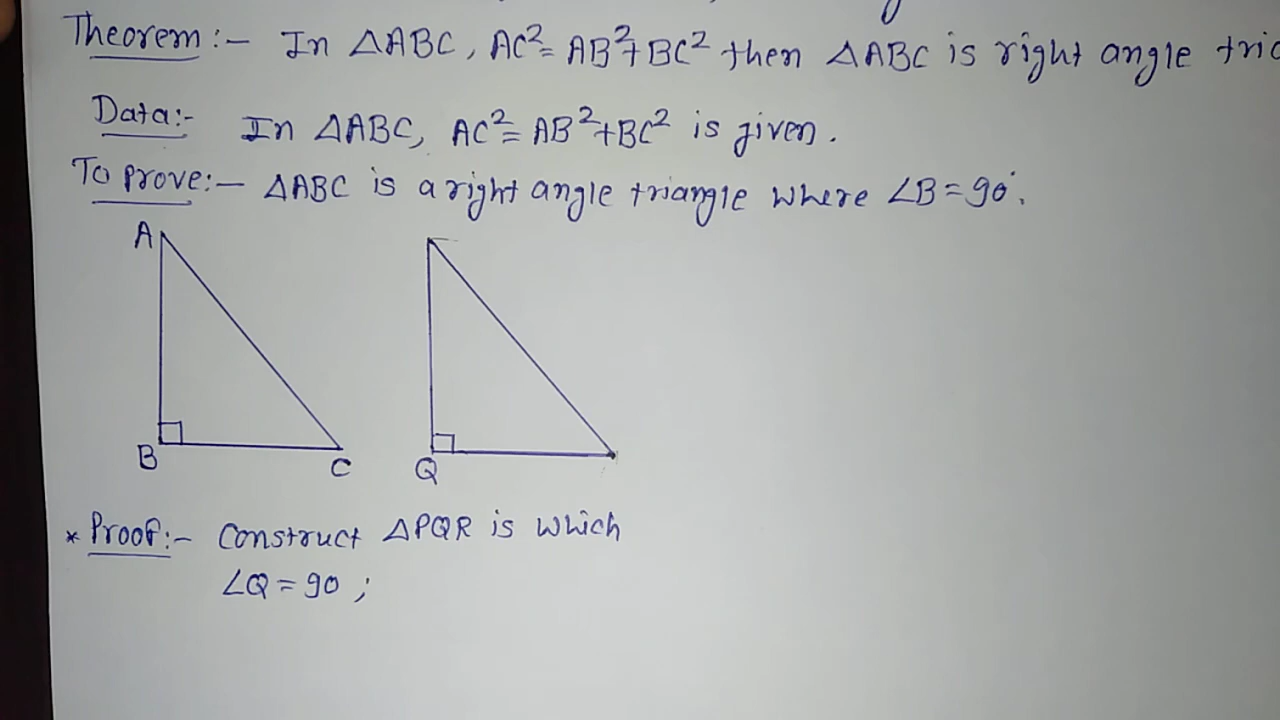 Theorem:- In △ABC, AC²= AB²+BC² then △ABC is right angle
Data:- In △ABC, AC²= AB²+BC² is given.
To prove:- △ABC is a right angle triangle where ∠B=90°.
A
B
C
Q
* Proof:- Construct △PQR is which
∠Q = 90 ;